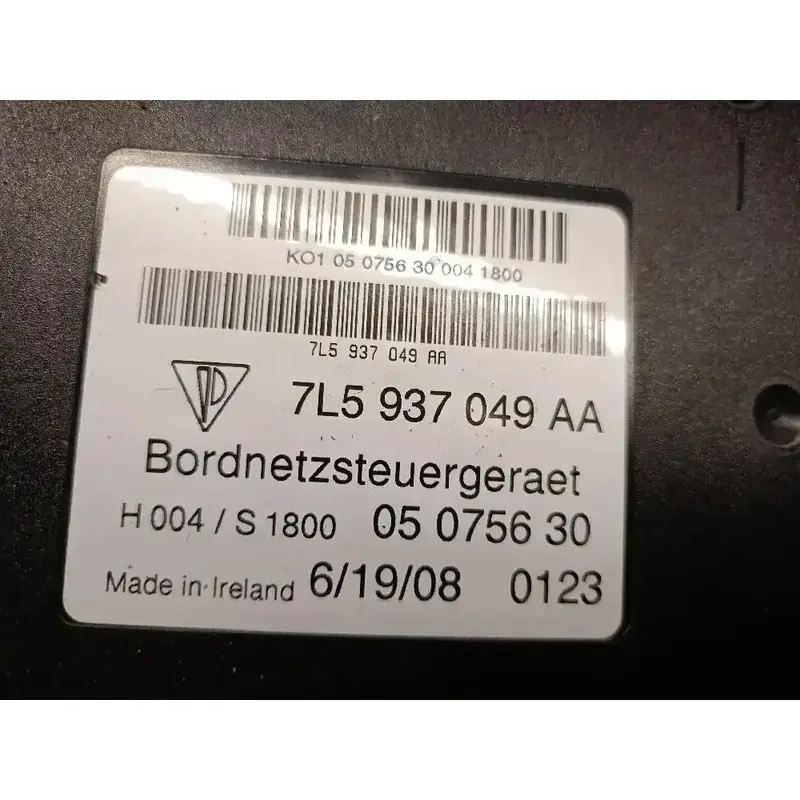 KO1 05 0756 30 004 1800
7L5 937 049 AA
7L5 937 049 AA
Bordnetzsteuergeraet
H 004 / S 1800 05 0756 30
Made in Ireland 6/19/08 0123